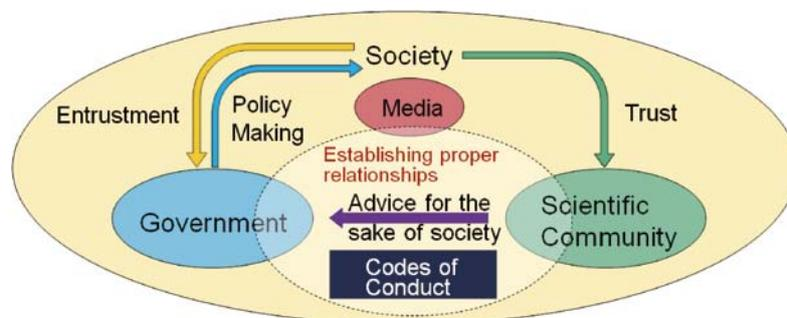 Society
Media
Entrustment
Policy
Making
Trust
Establishing proper
relationships
Government
Advice for the
sake of society
Scientific
Community
Codes of
Conduct